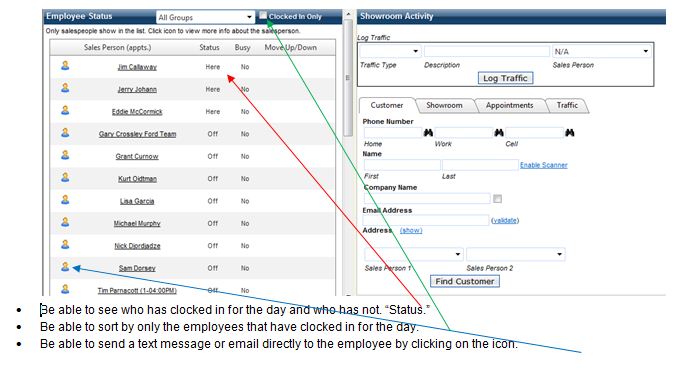 Employee Status All Groups Clocked In Only
Only salespeople show in the list. Click icon to view more info about the salesperson.
Sales Person (appts.) Status Busy Move Up/Down
Jim Callaway Here No
Jerry Johann Here No
Eddie McCormick Here No
Gary Crossley Ford Team Off No
Grant Curnow Off No
Kurt Oidtman Off No
Lisa Garcia Off No
Michael Murphy Off No
Nick Djordjadze Off No
Sam Dorsey Off No
Tim Parnacott (1-04:00PM) Off No
Showroom Activity
Log Traffic
N/A
Traffic Type Description Sales Person
Log Traffic
Customer Showroom Appointments Traffic
Phone Number
Home Work Cell
Name
Enable Scanner
First Last
Company Name
Email Address
(validate)
Address (show)
Sales Person 1 Sales Person 2
Find Customer
• Be able to see who has clocked in for the day and who has not. “Status.”
• Be able to sort by only the employees that have clocked in for the day.
• Be able to send a text message or email directly to the employee by clicking on the icon.